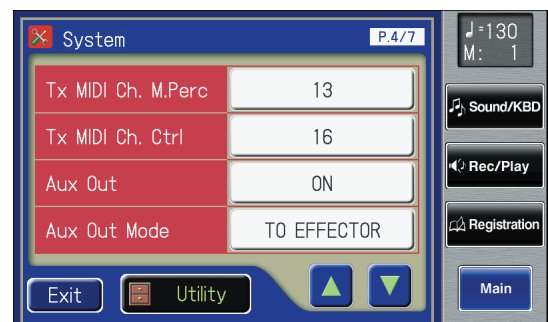 System
P.4/7
Tx MIDI Ch. M.Perc 13
Tx MIDI Ch. Ctrl 16
Aux Out ON
Aux Out Mode TO EFFECTOR
Exit
Utility
♩=130
M: 1
Sound/KBD
Rec/Play
Registration
Main